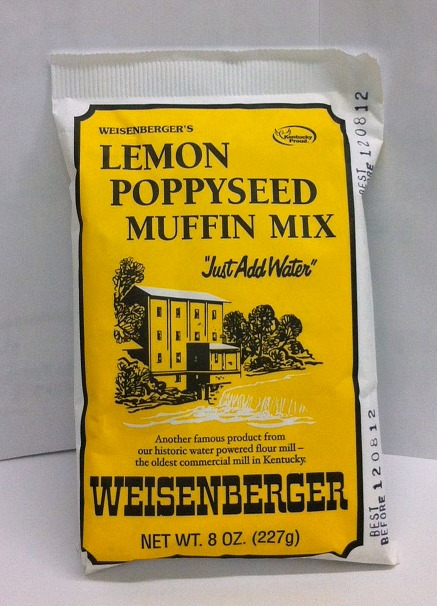 WEISENBERGER'S
Kentucky
Proud.
LEMON
POPPYSEED
MUFFIN MIX
"Just Add Water"
Another famous product from
our historic water powered flour mill –
the oldest commercial mill in Kentucky.
WEISENBERGER
NET WT. 8 OZ. (227g)
BEST
BEFORE 120812
BEST
120812